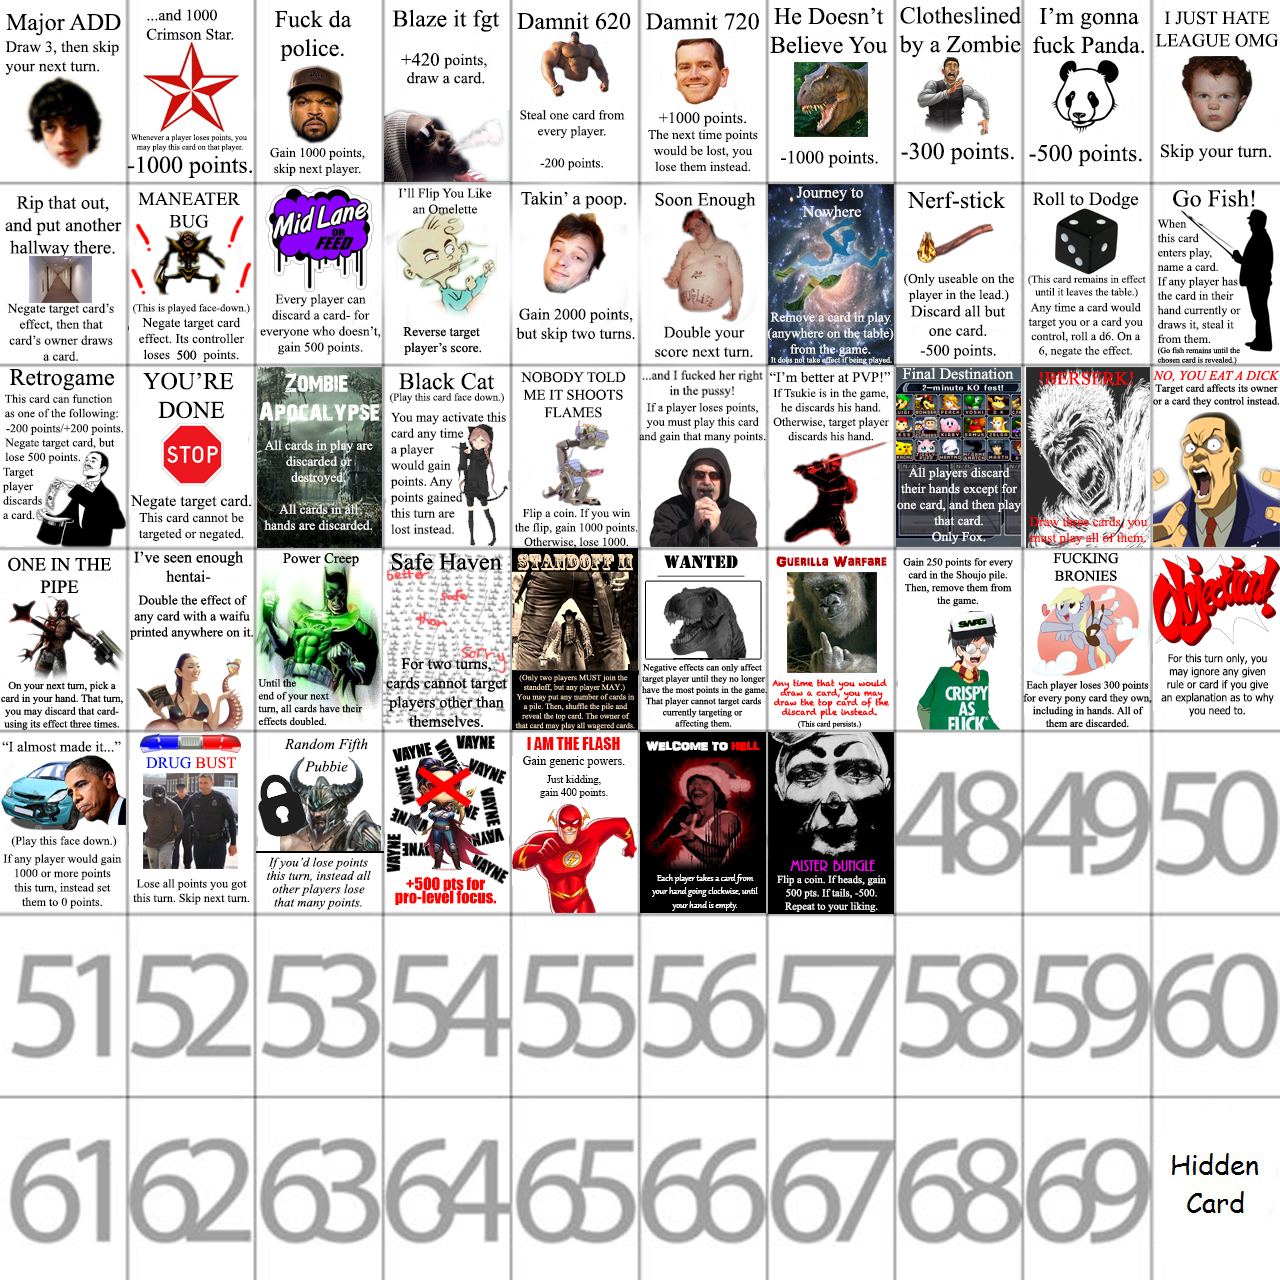 Major ADD
Draw 3, then skip
your next turn.
...and 1000
Crimson Star.
Whenever a player loses points, you
may play this card on that player.
-1000 points.
Fuck da
police.
Gain 1000 points,
skip next player.
Blaze it fgt
+420 points,
draw a card.
Damnit 620
Steal one card from
every player.
-200 points.
Damnit 720
+1000 points.
The next time points
would be lost, you
lose them instead.
He Doesn't
Believe You
-1000 points.
Clotheslined
by a Zombie
-300 points.
I'm gonna
fuck Panda.
-500 points.
I JUST HATE
LEAGUE OMG
Skip your turn.
Rip that out,
and put another
hallway there.
Negate target card's
effect, then that
card's owner draws
a card.
MANEATER
BUG
(This is played face-down.)
Negate target card
effect. Its controller
loses 500 points.
Mid Lane
OR
FEED
Every player can
discard a card- for
everyone who doesn't,
gain 500 points.
I'll Flip You Like
an Omelette
Reverse target
player's score.
Takin' a poop.
Gain 2000 points,
but skip two turns.
Soon Enough
Double your
score next turn.
Journey to
Nowhere
Remove a card in play
(anywhere on the table)
from the game.
It does not take effect if being played.
Nerf-stick
(Only useable on the
player in the lead.)
Discard all but
one card.
-500 points.
Roll to Dodge
(This card remains in effect
until it leaves the table.)
Any time a card would
target you or a card you
control, roll a d6. On a
6, negate the effect.
Go Fish!
When
this card
enters play,
name a card.
If any player has
the card in their
hand currently or
draws it, steal it
from them.
(Go fish remains until the
chosen card is revealed.)
Retrogame
This card can function
as one of the following:
-200 points/+200 points.
Negate target card, but
lose 500 points.
Target
player
discards
a card.
YOU'RE
DONE
STOP
Negate target card.
This card cannot be
targeted or negated.
ZOMBIE
APOCALYPSE
All cards in play are
discarded or
destroyed.
All cards in all
hands are discarded.
Black Cat
(Play this card face down.)
You may activate this
card any time
a player
would gain
points. Any
points gained
this turn are
lost instead.
NOBODY TOLD
ME IT SHOOTS
FLAMES
Flip a coin. If you win
the flip, gain 1000 points.
Otherwise, lose 1000.
...and I fucked her right
in the pussy!
If a player loses points,
you must play this card
and gain that many points.
"I'm better at PVP!"
If Tsukie is in the game,
he discards his hand.
Otherwise, target player
discards his hand.
Final Destination
2-minute KO fest!
All players discard
their hands except for
one card, and then play
that card.
Only Fox.
!BERSERK!
Draw three cards, you
must play all of them.
NO, YOU EAT A DICK
Target card affects its owner
or a card they control instead.
ONE IN THE
PIPE
On your next turn, pick a
card in your hand. That turn,
you may discard that card-
using its effect three times.
I've seen enough
hentai-
Double the effect of
any card with a waifu
printed anywhere on it.
Power Creep
Until the
end of your next
turn, all cards have their
effects doubled.
Safe Haven
better
safe
than
sorry
For two turns,
cards cannot target
players other than
themselves.
STANDOFF II
(Only two players MUST join the
standoff, but any player MAY.)
You may put any number of cards in
a pile. Then, shuffle the pile and
reveal the top card. The owner of
that card may play all wagered cards.
WANTED
Negative effects can only affect
target player until they no longer
have the most points in the game.
That player cannot target cards
currently targeting or
affecting them.
Guerilla Warfare
Any time that you would
draw a card, you may
draw the top card of the
discard pile instead.
(This card persists.)
Gain 250 points for every
card in the Shoujo pile.
Then, remove them from
the game.
SWAG
CRISPY
AS
FUCK
FUCKING
BRONIES
Each player loses 300 points
for every pony card they own,
including in hands. All of
them are discarded.
Objection!
For this turn only, you
may ignore any given
rule or card if you give
an explanation as to why
you need to.
"I almost made it..."
(Play this face down.)
If any player would gain
1000 or more points
this turn, instead set
them to 0 points.
DRUG BUST
Lose all points you got
this turn. Skip next turn.
Random Fifth
Pubbie
If you'd lose points
this turn, instead all
other players lose
that many points.
VAYNE
VAYNE
VAYNE
VAYNE
VAYNE
VAYNE
VAYNE
VAYNE
+500 pts for
pro-level focus.
I AM THE FLASH
Gain generic powers.
Just kidding,
gain 400 points.
WELCOME TO HELL
Each player takes a card from
your hand going clockwise, until
your hand is empty.
MISTER BUNGLE
Flip a coin. If heads, gain
500 pts. If tails, -500.
Repeat to your liking.
48
49
50
51
52
53
54
55
56
57
58
59
60
61
62
63
64
65
66
67
68
69
Hidden
Card